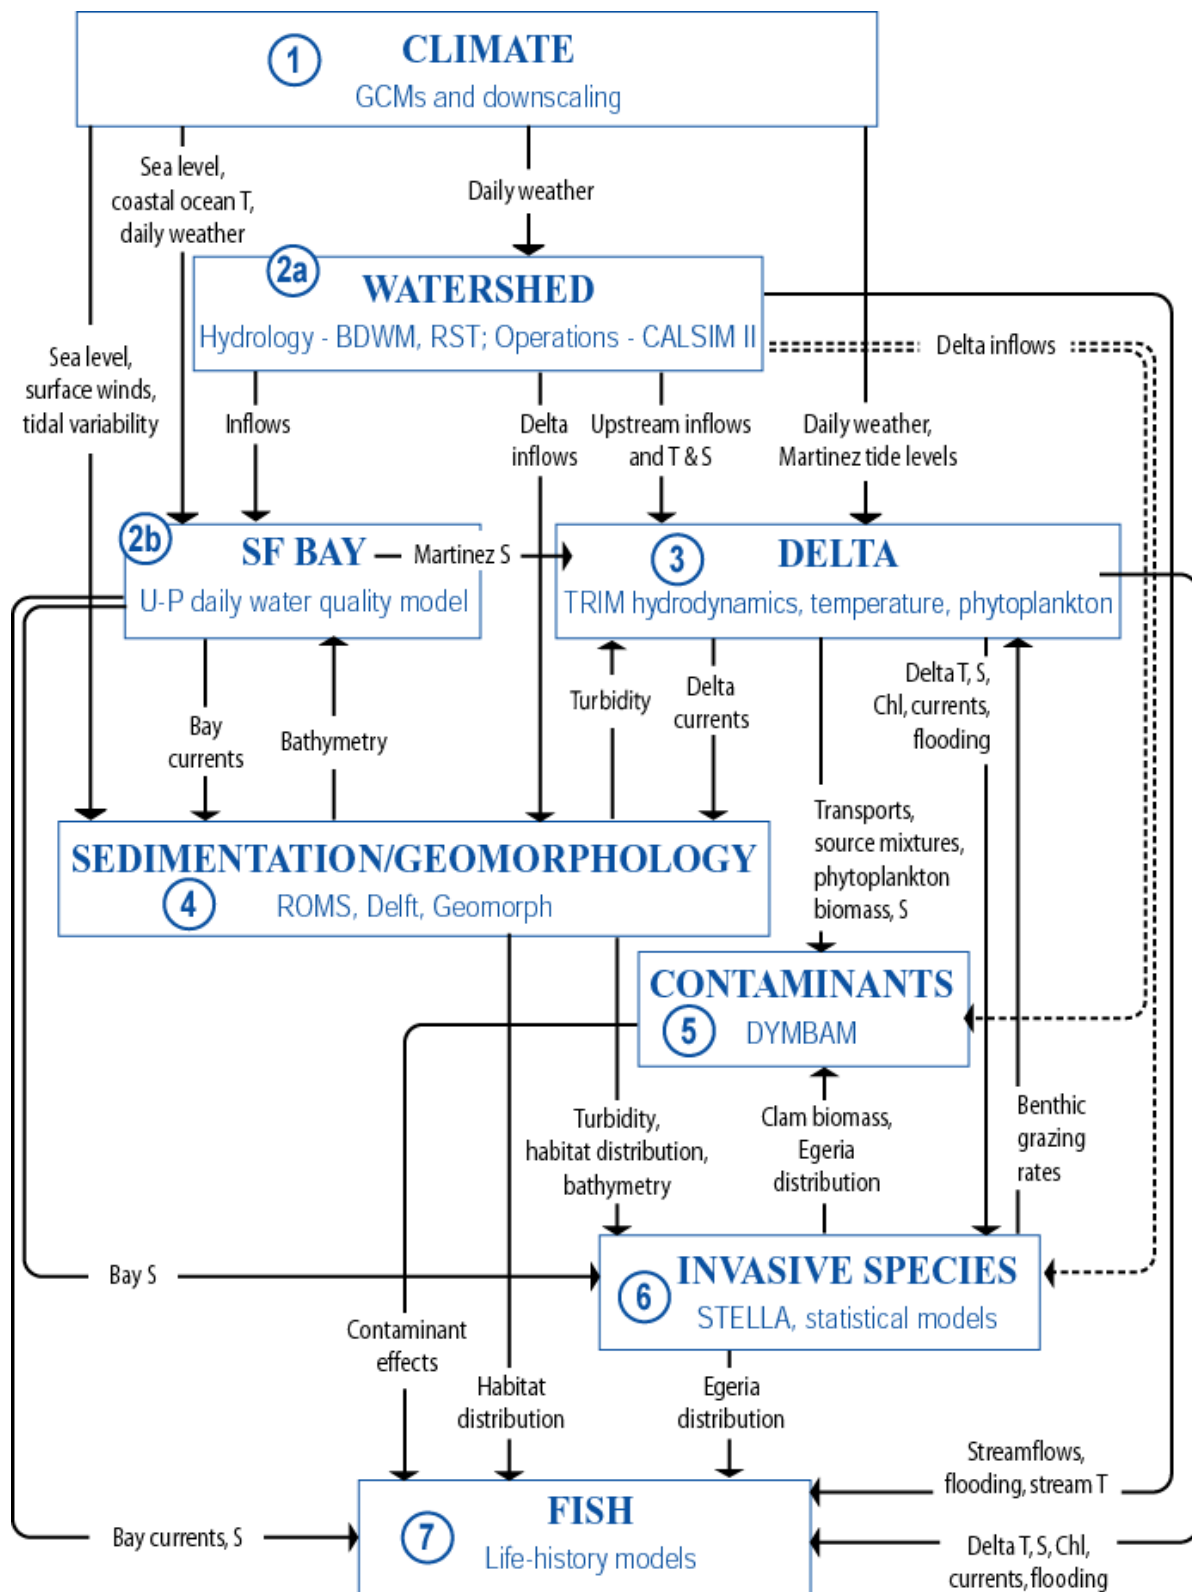 1
CLIMATE
GCMs and downscaling
Sea level,
coastal ocean T,
daily weather
Daily weather
2a
WATERSHED
Hydrology - BDWM, RST; Operations - CALSIM II
Delta inflows
Sea level,
surface winds,
tidal variability
Inflows
Delta
inflows
Upstream inflows
and T & S
Daily weather,
Martinez tide levels
2b
SF BAY
U-P daily water quality model
Martinez S
3
DELTA
TRIM hydrodynamics, temperature, phytoplankton
Bay
currents
Bathymetry
Turbidity
Delta
currents
Delta T, S,
Chl, currents,
flooding
Transports,
source mixtures,
phytoplankton
biomass, S
SEDIMENTATION/GEOMORPHOLOGY
4
ROMS, Delft, Geomorph
CONTAMINANTS
5
DYMBAM
Turbidity,
habitat distribution,
bathymetry
Clam biomass,
Egeria
distribution
Benthic
grazing
rates
Bay S
INVASIVE SPECIES
6
STELLA, statistical models
Contaminant
effects
Habitat
distribution
Egeria
distribution
Streamflows,
flooding, stream T
FISH
7
Life-history models
Bay currents, S
Delta T, S, Chl,
currents, flooding